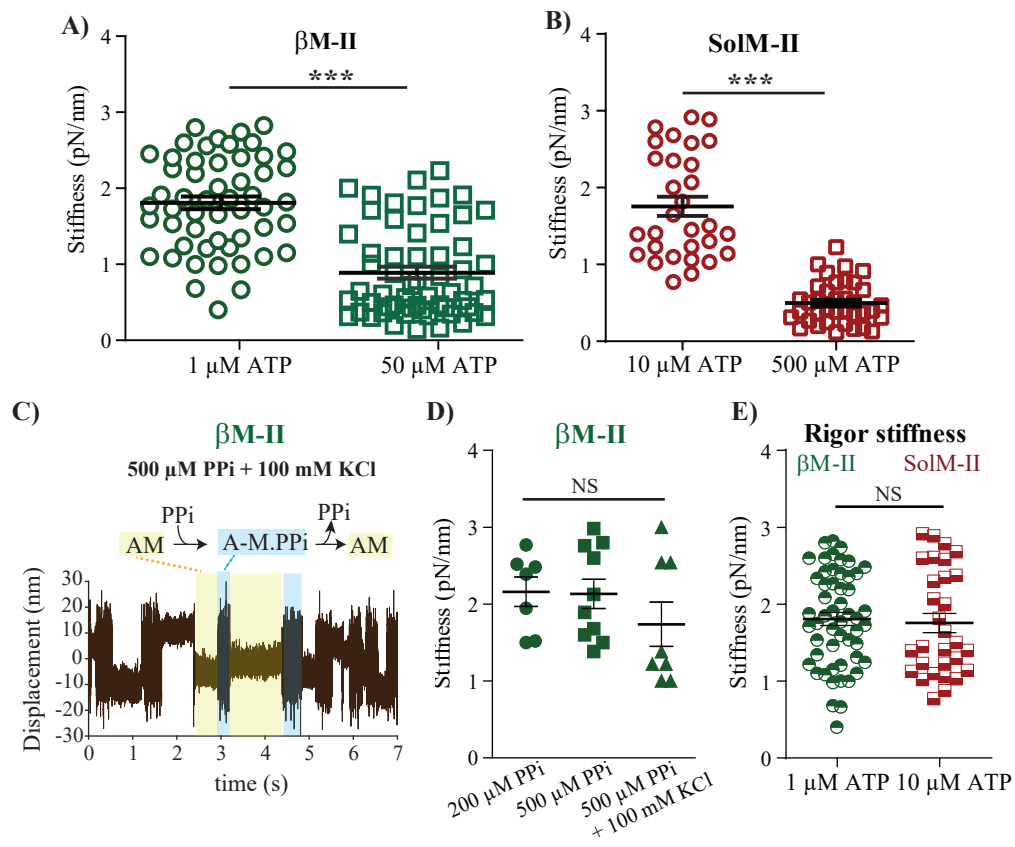 A)
βM-II
***
Stiffness (pN/nm)
4
3
2
1
0
1 µM ATP
50 µM ATP
B)
SolM-II
***
Stiffness (pN/nm)
4
3
2
1
0
10 µM ATP
500 µM ATP
C)
βM-II
500 µM PPi + 100 mM KCl
PPi
PPi
AM
A-M.PPi
AM
Displacement (nm)
30
20
10
0
-10
-20
-30
0 1 2 3 4 5 6 7
time (s)
D)
βM-II
NS
Stiffness (pN/nm)
4
3
2
1
0
200 µM PPi
500 µM PPi
500 µM PPi
+ 100 mM KCl
E)
Rigor stiffness
βM-II
SolM-II
NS
Stiffness (pN/nm)
4
3
2
1
0
1 µM ATP
10 µM ATP